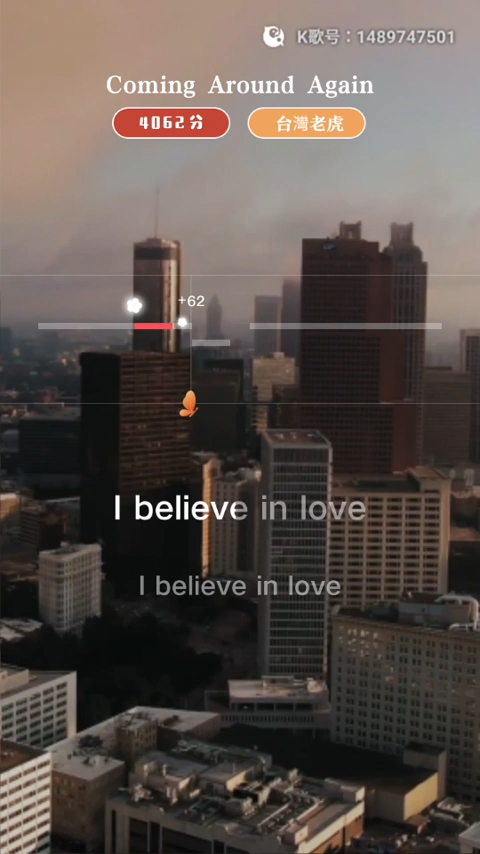 K歌号：1489747501
Coming Around Again
4062分
台灣老虎
+62
I believe in love
I believe in love